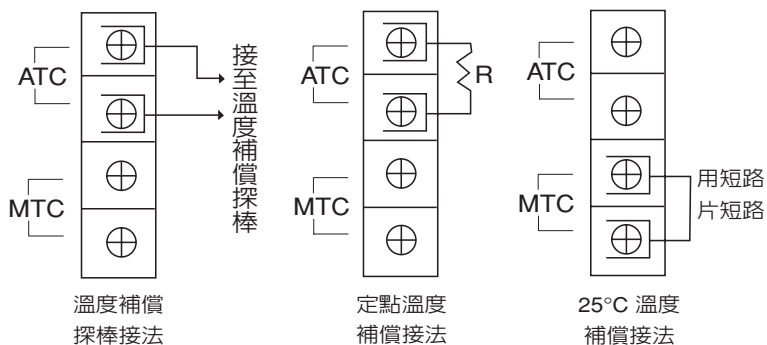 ATC
MTC
接至溫度補償探棒
溫度補償
探棒接法
ATC
R
MTC
定點溫度
補償接法
ATC
MTC
用短路
片短路
25°C 溫度
補償接法